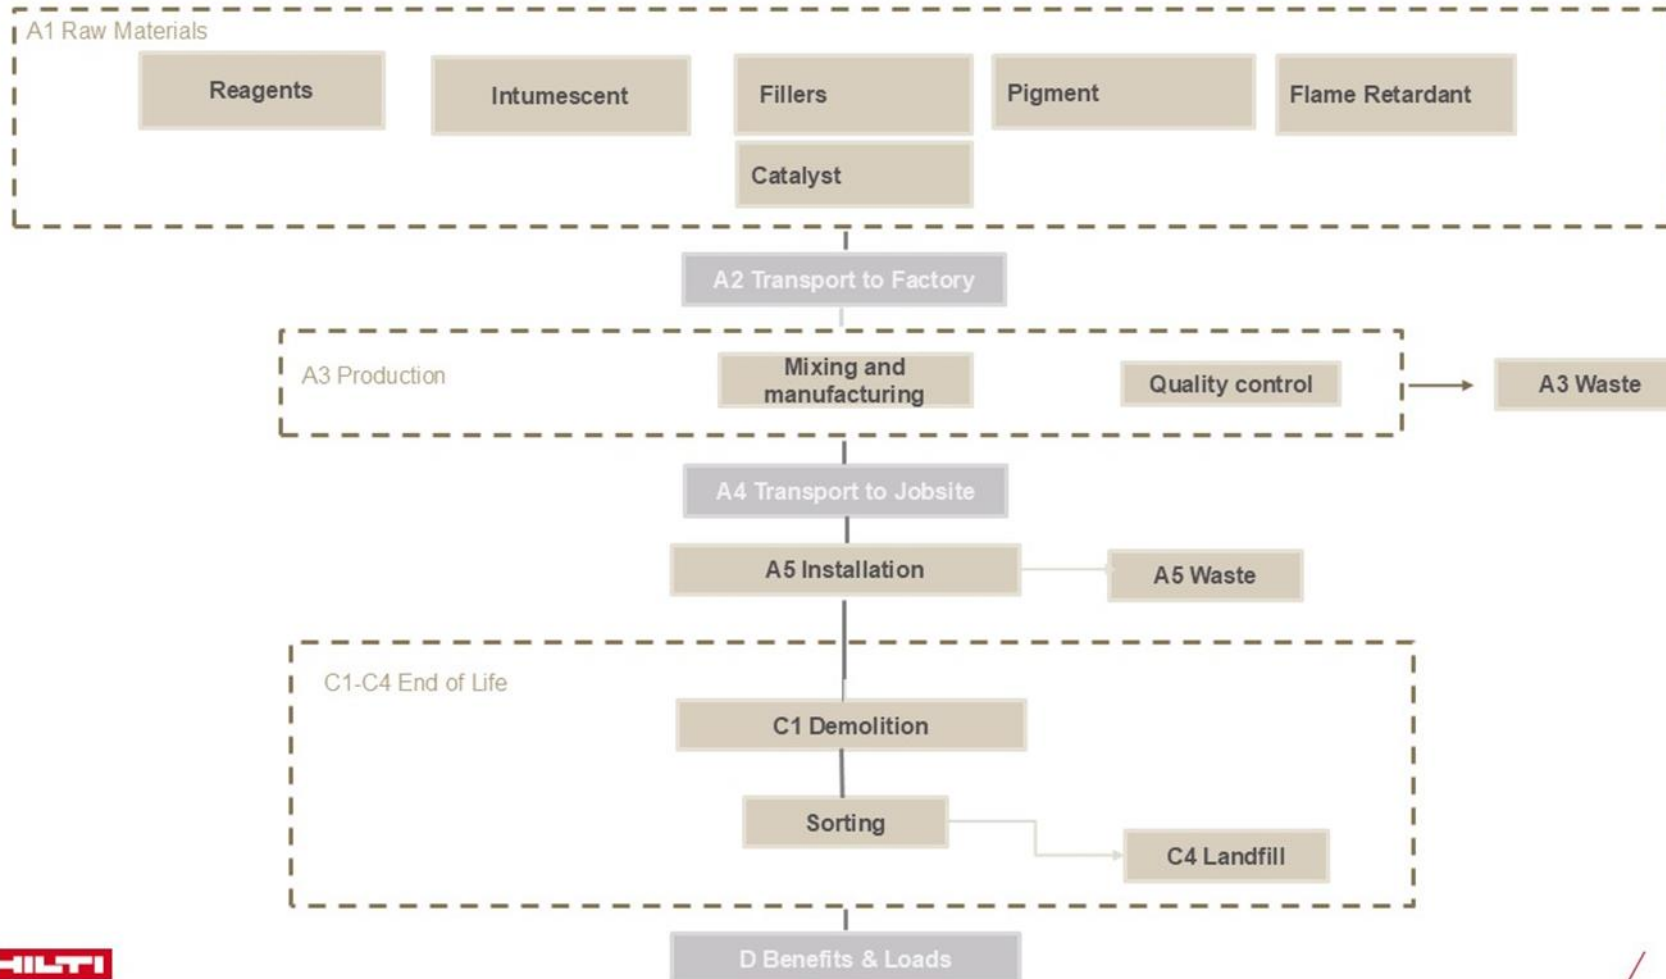 A1 Raw Materials
Reagents
Intumescent
Fillers
Pigment
Flame Retardant
Catalyst
A2 Transport to Factory
A3 Production
Mixing and
manufacturing
Quality control
A3 Waste
A4 Transport to Jobsite
A5 Installation
A5 Waste
C1-C4 End of Life
C1 Demolition
Sorting
C4 Landfill
D Benefits & Loads
HILTI